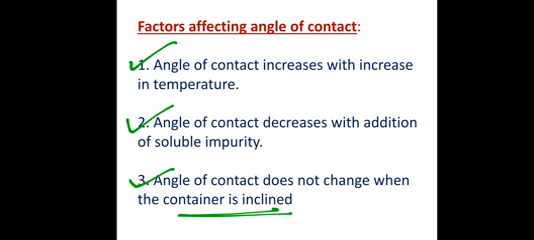 Factors affecting angle of contact:
1. Angle of contact increases with increase
in temperature.
2. Angle of contact decreases with addition
of soluble impurity.
3. Angle of contact does not change when
the container is inclined